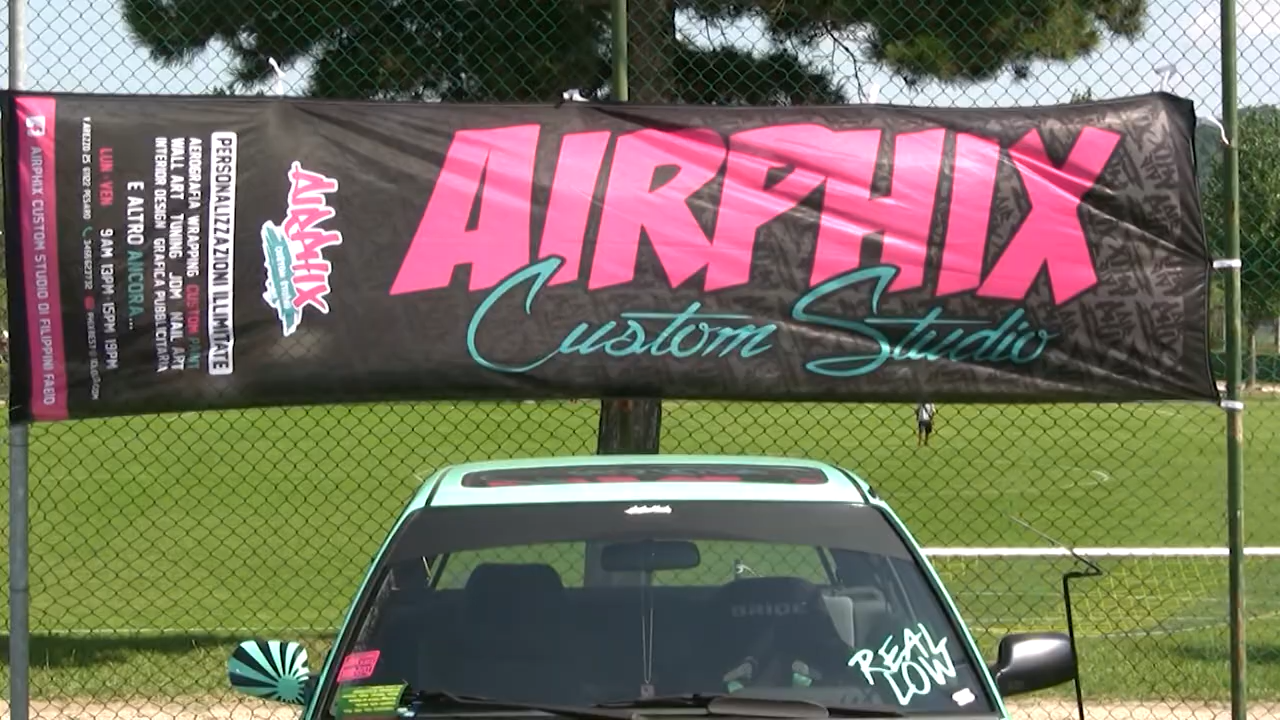 AIRPHIX
Custom Studio
AIRPHIX
PERSONALIZZAZIONI ILLIMITATE
AEROGRAFIA WRAPPING CUSTOM PAINT
WALL ART TUNING JDM NAIL ART
INTERIOR DESIGN GRAFICA PUBBLICITARIA
E ALTRO ANCORA...
LUN VEN 9AM 13PM 15PM 19PM
AIRPHIX CUSTOM STUDIO DI FILIPPINI FABIO
BRIDE
REAL
LOW